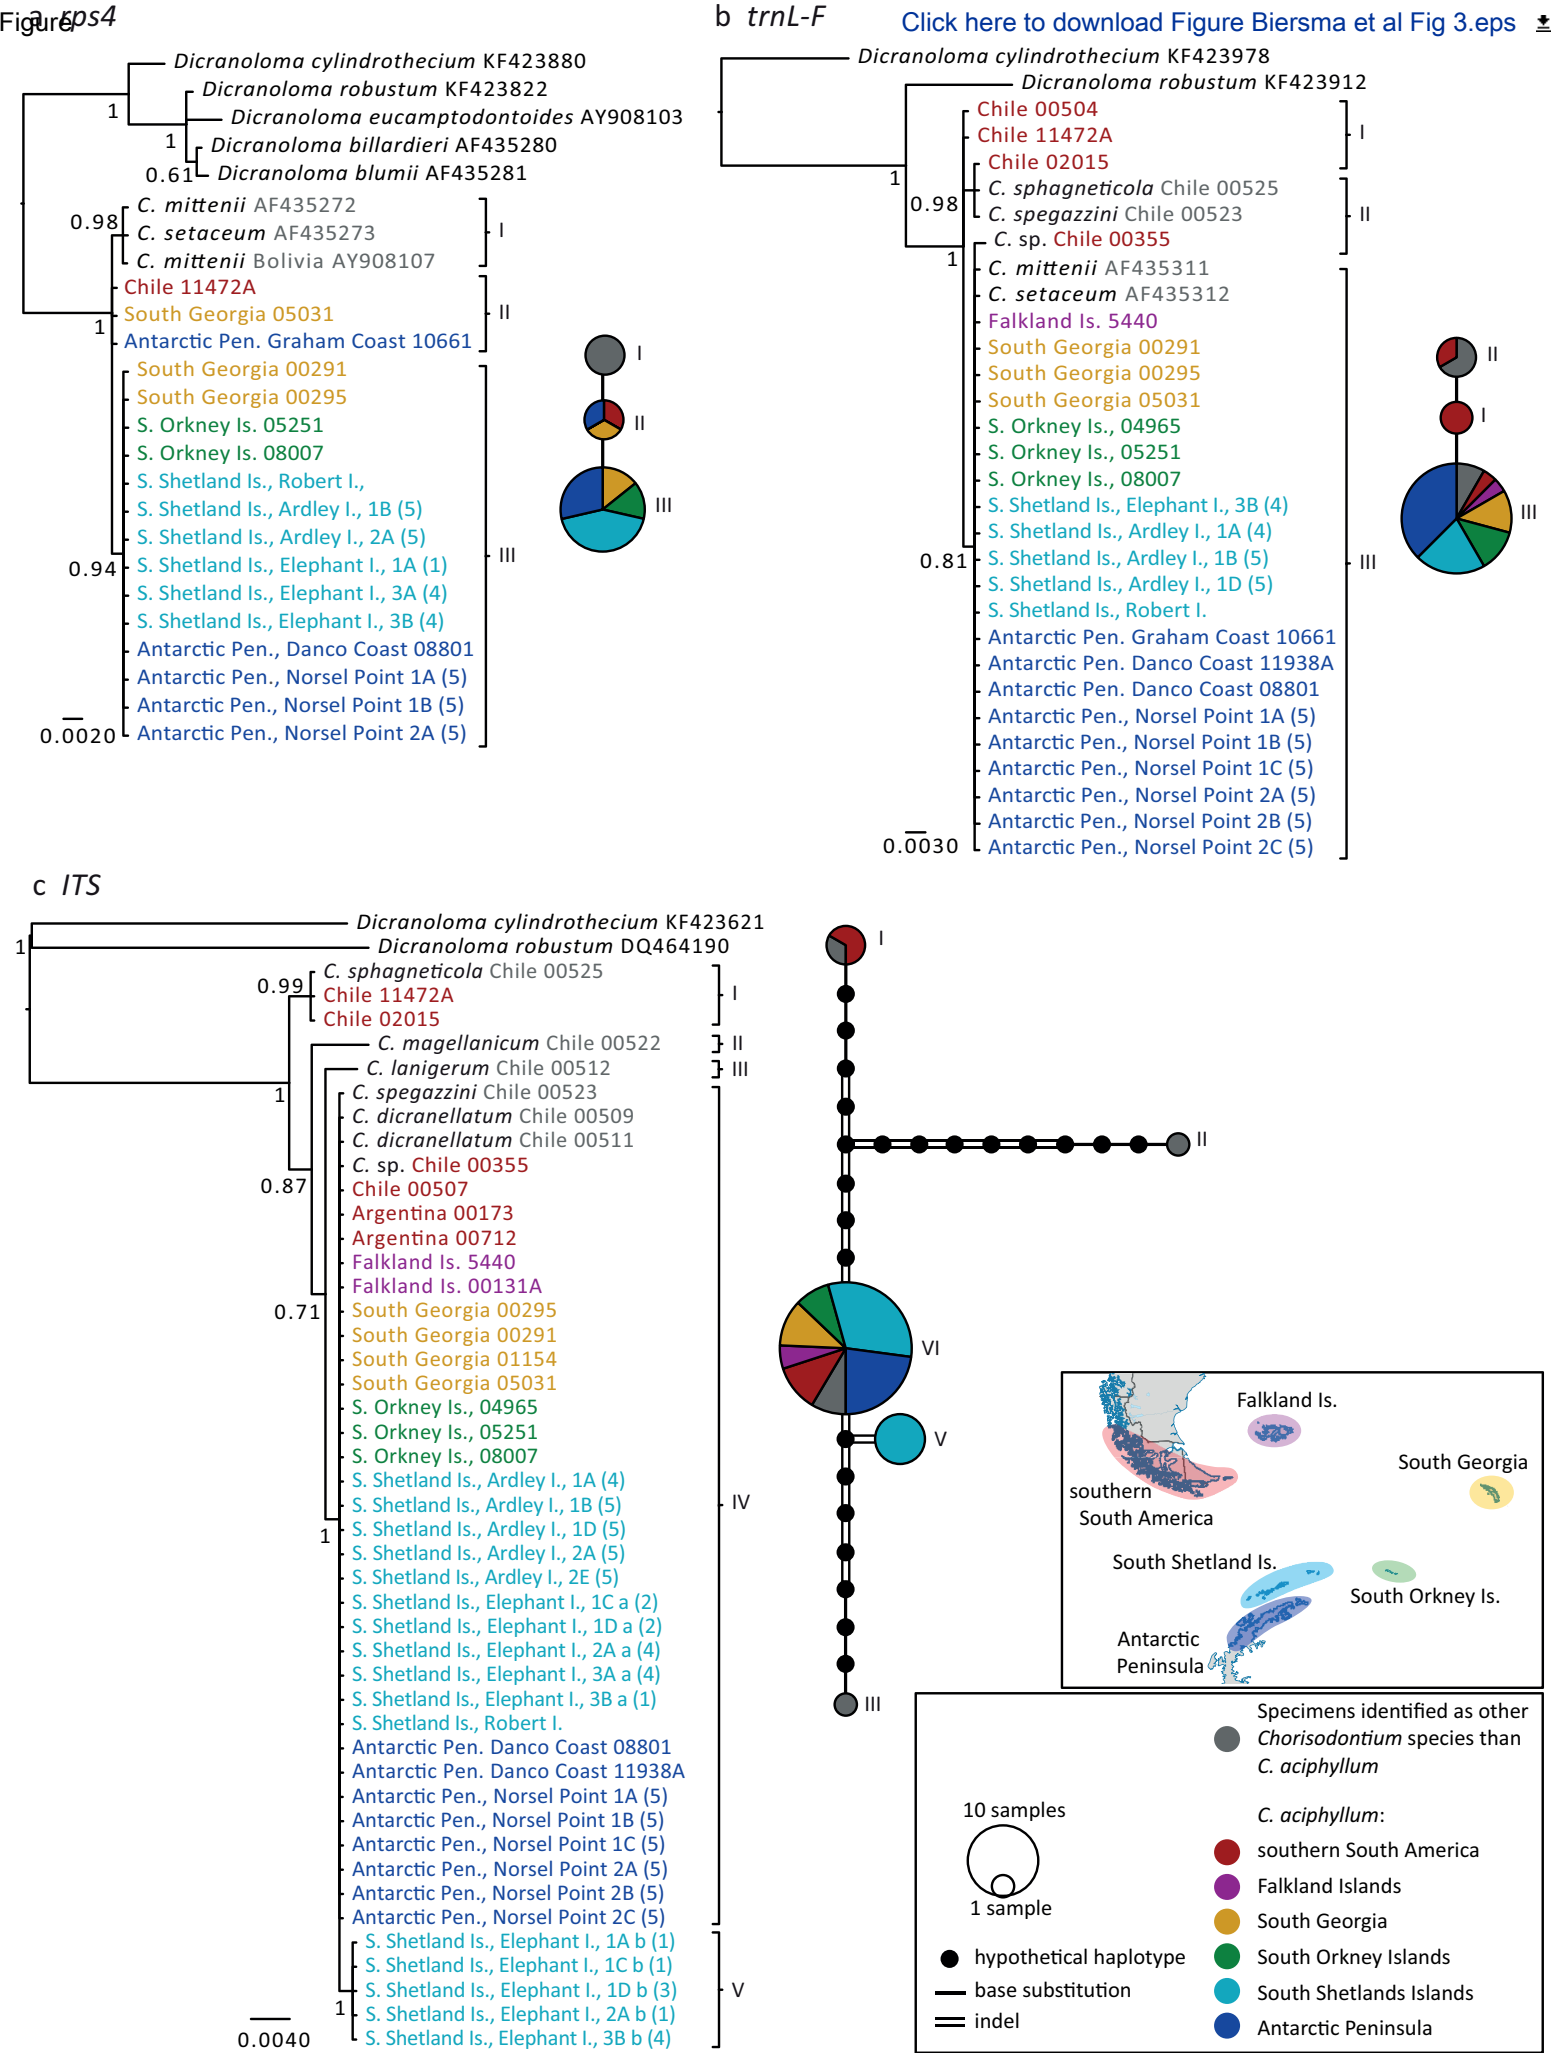 Figure
a rps4
b trnL-F
Click here to download Figure Biersma et al Fig 3.eps
Dicranoloma cylindrothecium KF423880
Dicranoloma robustum KF423822
Dicranoloma eucamptodontoides AY908103
Dicranoloma billardieri AF435280
Dicranoloma blumii AF435281
1
1
0.61
C. mittenii AF435272
C. setaceum AF435273
C. mittenii Bolivia AY908107
0.98
I
Chile 11472A
South Georgia 05031
Antarctic Pen. Graham Coast 10661
1
II
South Georgia 00291
South Georgia 00295
S. Orkney Is. 05251
S. Orkney Is. 08007
S. Shetland Is., Robert I.,
S. Shetland Is., Ardley I., 1B (5)
S. Shetland Is., Ardley I., 2A (5)
S. Shetland Is., Elephant I., 1A (1)
S. Shetland Is., Elephant I., 3A (4)
S. Shetland Is., Elephant I., 3B (4)
Antarctic Pen., Danco Coast 08801
Antarctic Pen., Norsel Point 1A (5)
Antarctic Pen., Norsel Point 1B (5)
Antarctic Pen., Norsel Point 2A (5)
0.94
III
0.0020
I
II
III
Dicranoloma cylindrothecium KF423978
Dicranoloma robustum KF423912
Chile 00504
Chile 11472A
Chile 02015
I
1
C. sphagneticola Chile 00525
C. spegazzini Chile 00523
C. sp. Chile 00355
0.98
II
1
C. mittenii AF435311
C. setaceum AF435312
Falkland Is. 5440
South Georgia 00291
South Georgia 00295
South Georgia 05031
S. Orkney Is., 04965
S. Orkney Is., 05251
S. Orkney Is., 08007
S. Shetland Is., Elephant I., 3B (4)
S. Shetland Is., Ardley I., 1A (4)
S. Shetland Is., Ardley I., 1B (5)
S. Shetland Is., Ardley I., 1D (5)
S. Shetland Is., Robert I.
Antarctic Pen. Graham Coast 10661
Antarctic Pen. Danco Coast 11938A
Antarctic Pen. Danco Coast 08801
Antarctic Pen., Norsel Point 1A (5)
Antarctic Pen., Norsel Point 1B (5)
Antarctic Pen., Norsel Point 1C (5)
Antarctic Pen., Norsel Point 2A (5)
Antarctic Pen., Norsel Point 2B (5)
Antarctic Pen., Norsel Point 2C (5)
0.81
III
0.0030
II
I
III
c ITS
Dicranoloma cylindrothecium KF423621
Dicranoloma robustum DQ464190
1
C. sphagneticola Chile 00525
Chile 11472A
Chile 02015
0.99
I
C. magellanicum Chile 00522
II
C. lanigerum Chile 00512
III
1
C. spegazzini Chile 00523
C. dicranellatum Chile 00509
C. dicranellatum Chile 00511
C. sp. Chile 00355
Chile 00507
Argentina 00173
Argentina 00712
Falkland Is. 5440
Falkland Is. 00131A
South Georgia 00295
South Georgia 00291
South Georgia 01154
South Georgia 05031
S. Orkney Is., 04965
S. Orkney Is., 05251
S. Orkney Is., 08007
S. Shetland Is., Ardley I., 1A (4)
S. Shetland Is., Ardley I., 1B (5)
S. Shetland Is., Ardley I., 1D (5)
S. Shetland Is., Ardley I., 2A (5)
S. Shetland Is., Ardley I., 2E (5)
S. Shetland Is., Elephant I., 1C a (2)
S. Shetland Is., Elephant I., 1D a (2)
S. Shetland Is., Elephant I., 2A a (4)
S. Shetland Is., Elephant I., 3A a (4)
S. Shetland Is., Elephant I., 3B a (1)
S. Shetland Is., Robert I.
Antarctic Pen. Danco Coast 08801
Antarctic Pen. Danco Coast 11938A
Antarctic Pen., Norsel Point 1A (5)
Antarctic Pen., Norsel Point 1B (5)
Antarctic Pen., Norsel Point 1C (5)
Antarctic Pen., Norsel Point 2A (5)
Antarctic Pen., Norsel Point 2B (5)
Antarctic Pen., Norsel Point 2C (5)
0.87
0.71
1
IV
S. Shetland Is., Elephant I., 1A b (1)
S. Shetland Is., Elephant I., 1C b (1)
S. Shetland Is., Elephant I., 1D b (3)
S. Shetland Is., Elephant I., 2A b (1)
S. Shetland Is., Elephant I., 3B b (4)
1
V
0.0040
I
II
VI
V
III
Falkland Is.
South Georgia
southern
South America
South Shetland Is.
South Orkney Is.
Antarctic
Peninsula
10 samples
1 sample
hypothetical haplotype
base substitution
indel
Specimens identified as other
Chorisodontium species than
C. aciphyllum
C. aciphyllum:
southern South America
Falkland Islands
South Georgia
South Orkney Islands
South Shetlands Islands
Antarctic Peninsula